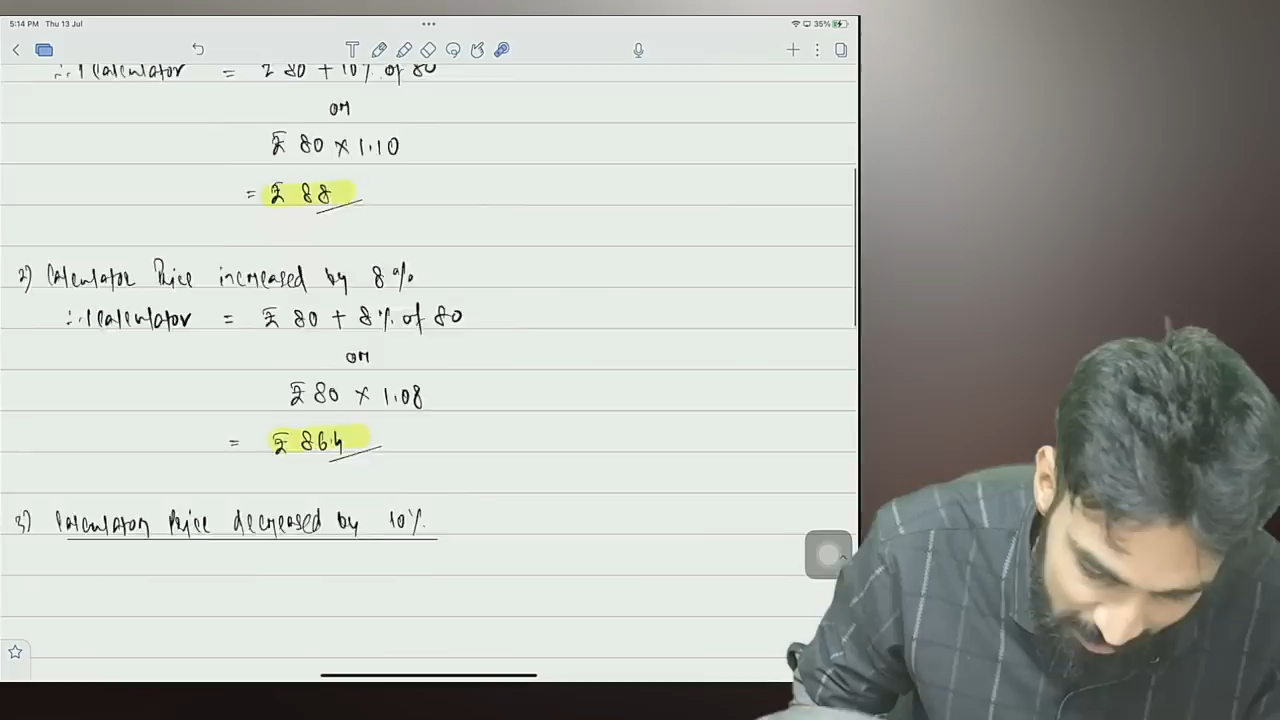 5:14 PM Thu 13 Jul
35%
∴ 1 Calculator = ₹ 80 + 10% of 80
or
₹ 80 × 1.10
= ₹ 88
2) Calculator Price increased by 8%
∴ 1 Calculator = ₹ 80 + 8% of 80
or
₹ 80 × 1.08
= ₹ 86.4
3) Calculator Price decreased by 10%.